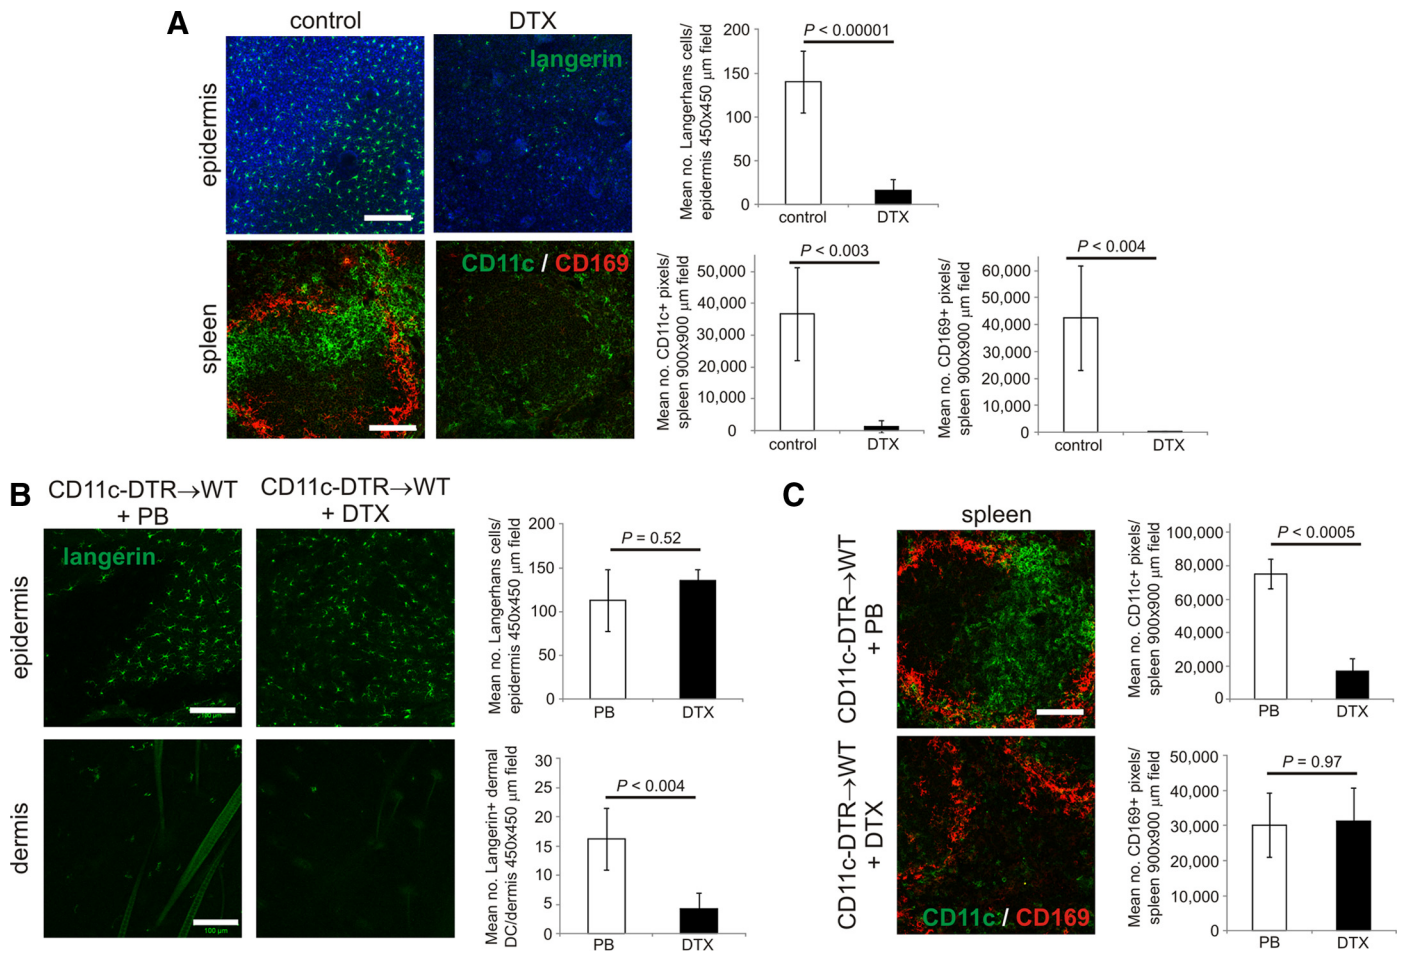 A
control
DTX
epidermis
langerin
spleen
CD11c / CD169
Mean no. Langerhans cells/
epidermis 450x450 µm field
200
150
100
50
0
P < 0.00001
control
DTX
Mean no. CD11c+ pixels/
spleen 900x900 µm field
50,000
40,000
30,000
20,000
10,000
0
P < 0.003
control
DTX
Mean no. CD169+ pixels/
spleen 900x900 µm field
60,000
50,000
40,000
30,000
20,000
10,000
0
P < 0.004
control
DTX
B
CD11c-DTR→WT
+ PB
CD11c-DTR→WT
+ DTX
epidermis
langerin
100 µm
dermis
100 µm
Mean no. Langerhans cells/
epidermis 450x450 µm field
200
150
100
50
0
P = 0.52
PB
DTX
Mean no. Langerin+ dermal
DC/dermis 450x450 µm field
30
25
20
15
10
5
0
P < 0.004
PB
DTX
C
spleen
CD11c-DTR→WT
+ PB
CD11c-DTR→WT
+ DTX
CD11c / CD169
Mean no. CD11c+ pixels/
spleen 900x900 µm field
100,000
80,000
60,000
40,000
20,000
0
P < 0.0005
PB
DTX
Mean no. CD169+ pixels/
spleen 900x900 µm field
50,000
40,000
30,000
20,000
10,000
0
P = 0.97
PB
DTX